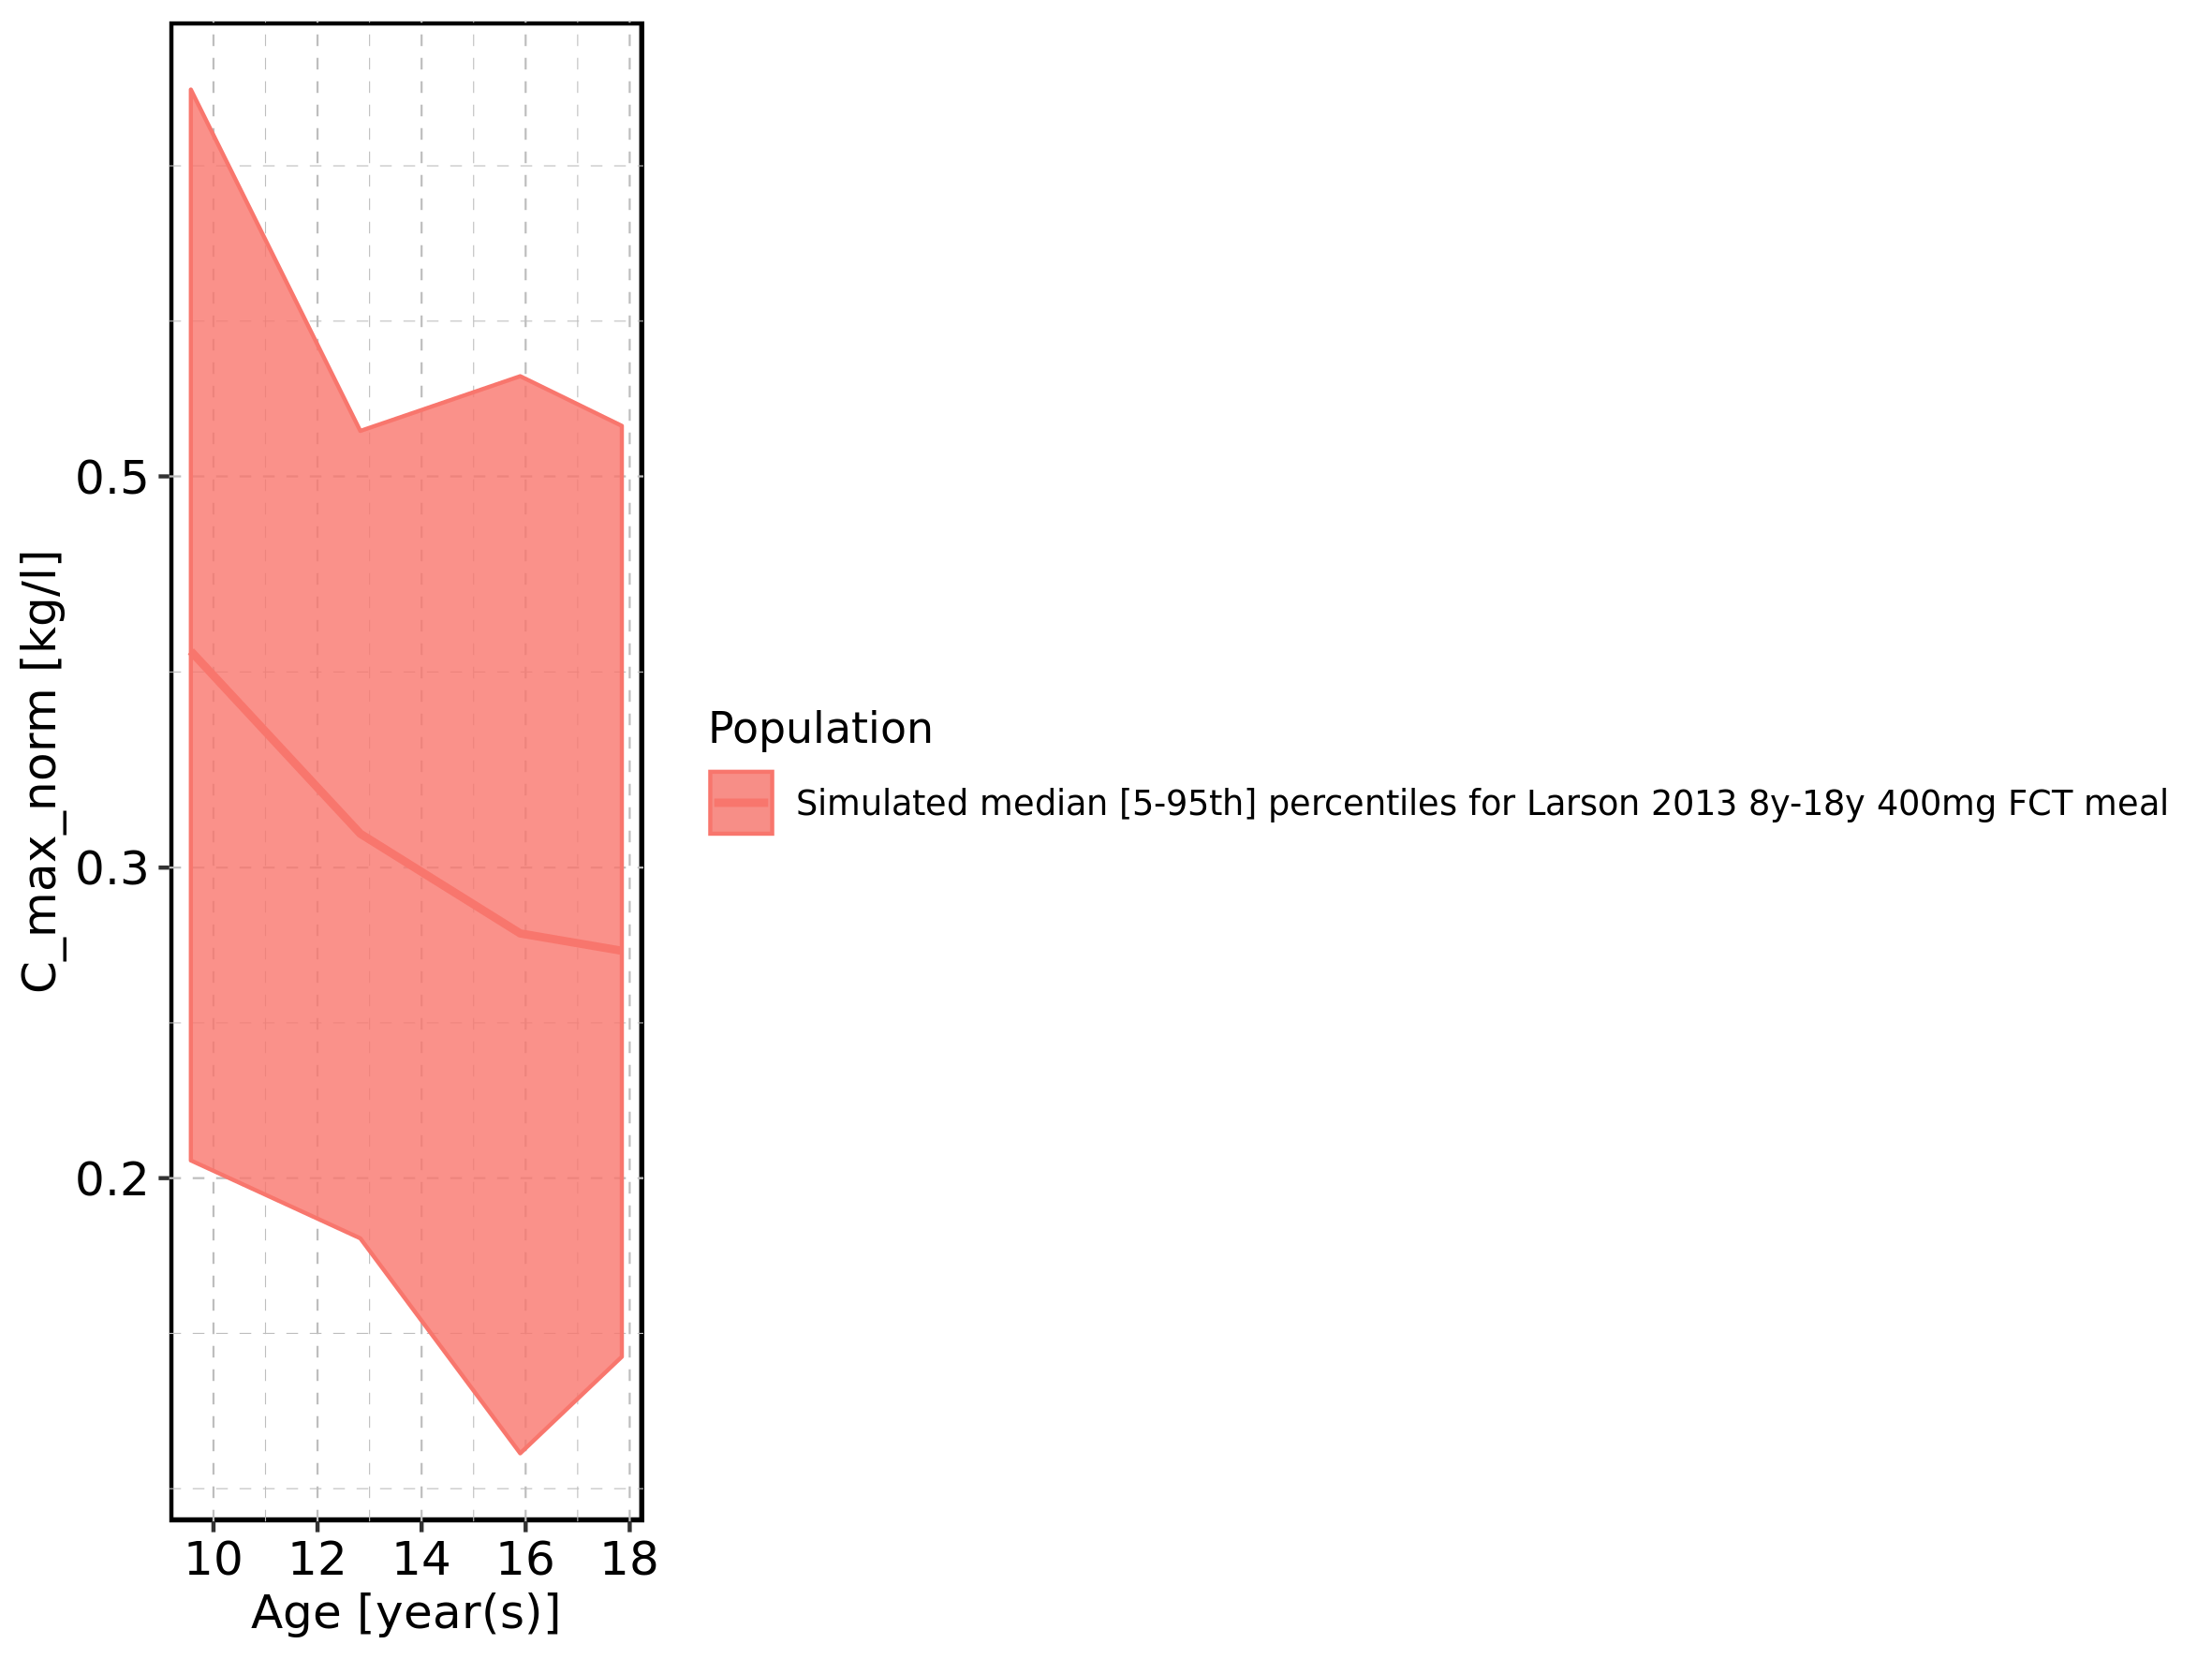 C_max_norm [kg/l]
0.5
0.3
0.2
10 12 14 16 18
Age [year(s)]
Population
Simulated median [5-95th] percentiles for Larson 2013 8y-18y 400mg FCT meal